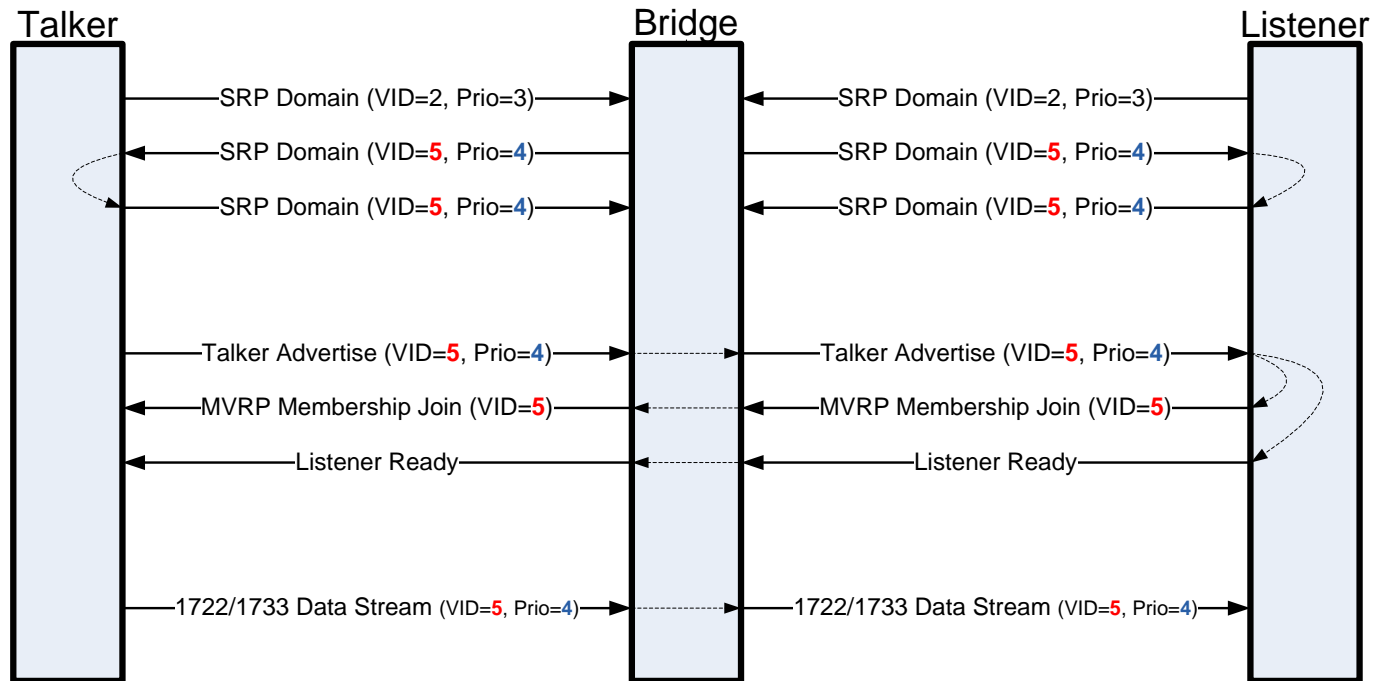 Talker Bridge Listener
SRP Domain (VID=2, Prio=3) SRP Domain (VID=2, Prio=3)
SRP Domain (VID=5, Prio=4) SRP Domain (VID=5, Prio=4)
SRP Domain (VID=5, Prio=4) SRP Domain (VID=5, Prio=4)
Talker Advertise (VID=5, Prio=4) Talker Advertise (VID=5, Prio=4)
MVRP Membership Join (VID=5) MVRP Membership Join (VID=5)
Listener Ready Listener Ready
1722/1733 Data Stream (VID=5, Prio=4) 1722/1733 Data Stream (VID=5, Prio=4)